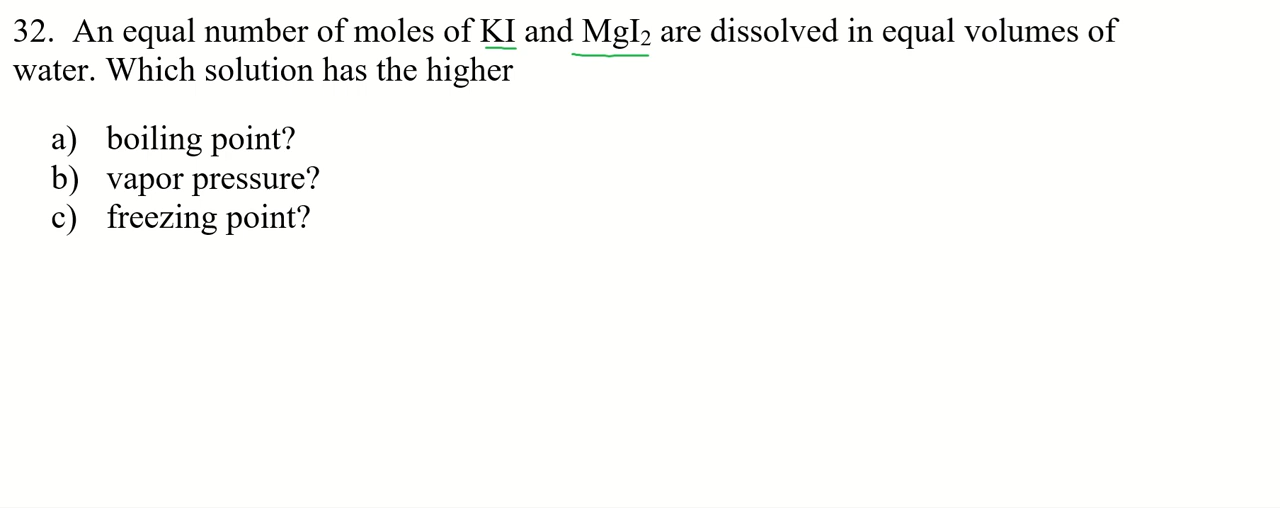 32. An equal number of moles of KI and MgI₂ are dissolved in equal volumes of
water. Which solution has the higher
a) boiling point?
b) vapor pressure?
c) freezing point?